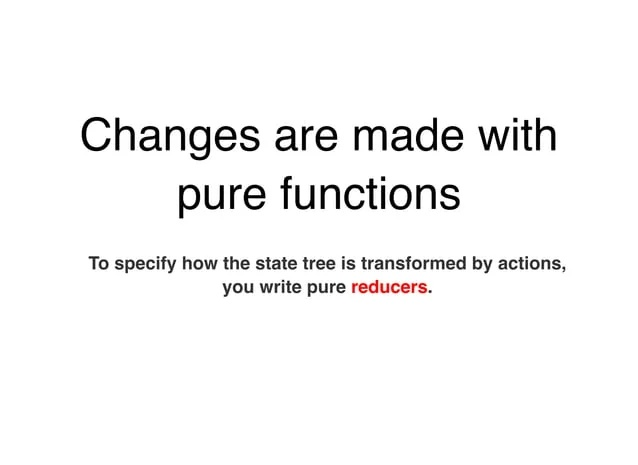 Changes are made with
pure functions
To specify how the state tree is transformed by actions,
you write pure reducers.